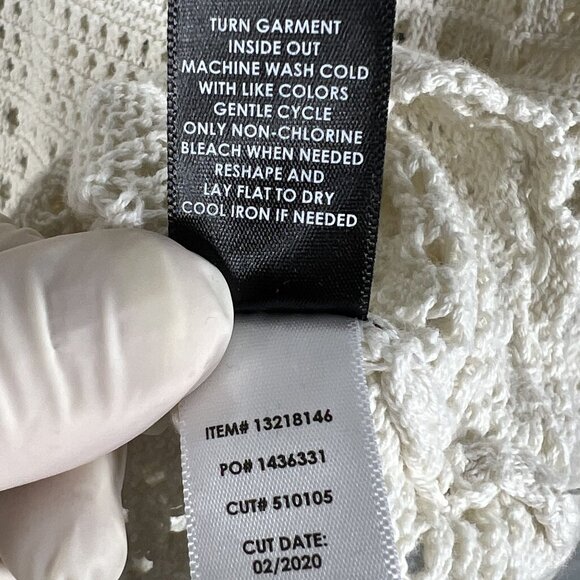 TURN GARMENT
INSIDE OUT
MACHINE WASH COLD
WITH LIKE COLORS
GENTLE CYCLE
ONLY NON-CHLORINE
BLEACH WHEN NEEDED
RESHAPE AND
LAY FLAT TO DRY
COOL IRON IF NEEDED
ITEM# 13218146
PO# 1436331
CUT# 510105
CUT DATE:
02/2020